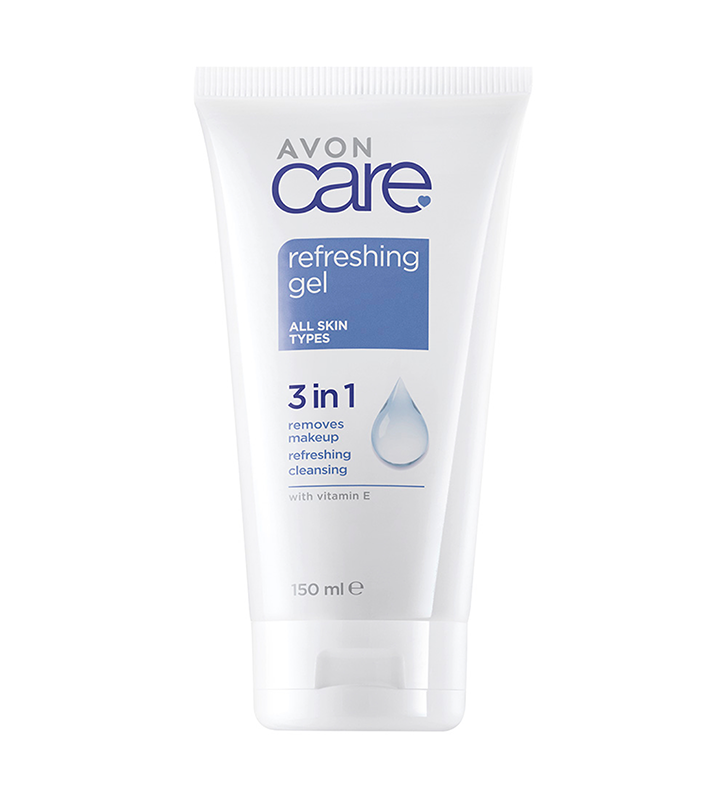 AVON
care
refreshing
gel
ALL SKIN
TYPES
3 in 1
removes
makeup
refreshing
cleansing
with vitamin E
150 ml ℮